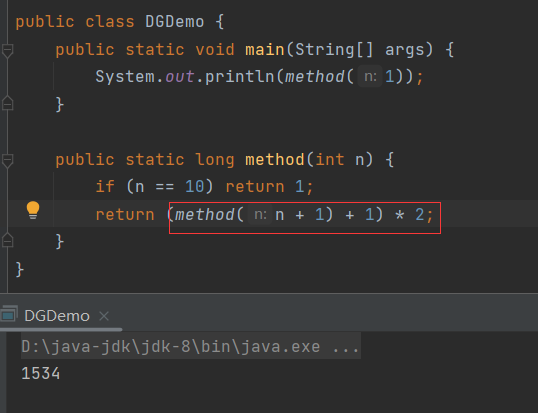 public class DGDemo {
public static void main(String[] args) {
System.out.println(method( n: 1));
}
public static long method(int n) {
if (n == 10) return 1;
return (method( n: n + 1) + 1) * 2;
}
}
DGDemo ×
D:\java-jdk\jdk-8\bin\java.exe ...
1534